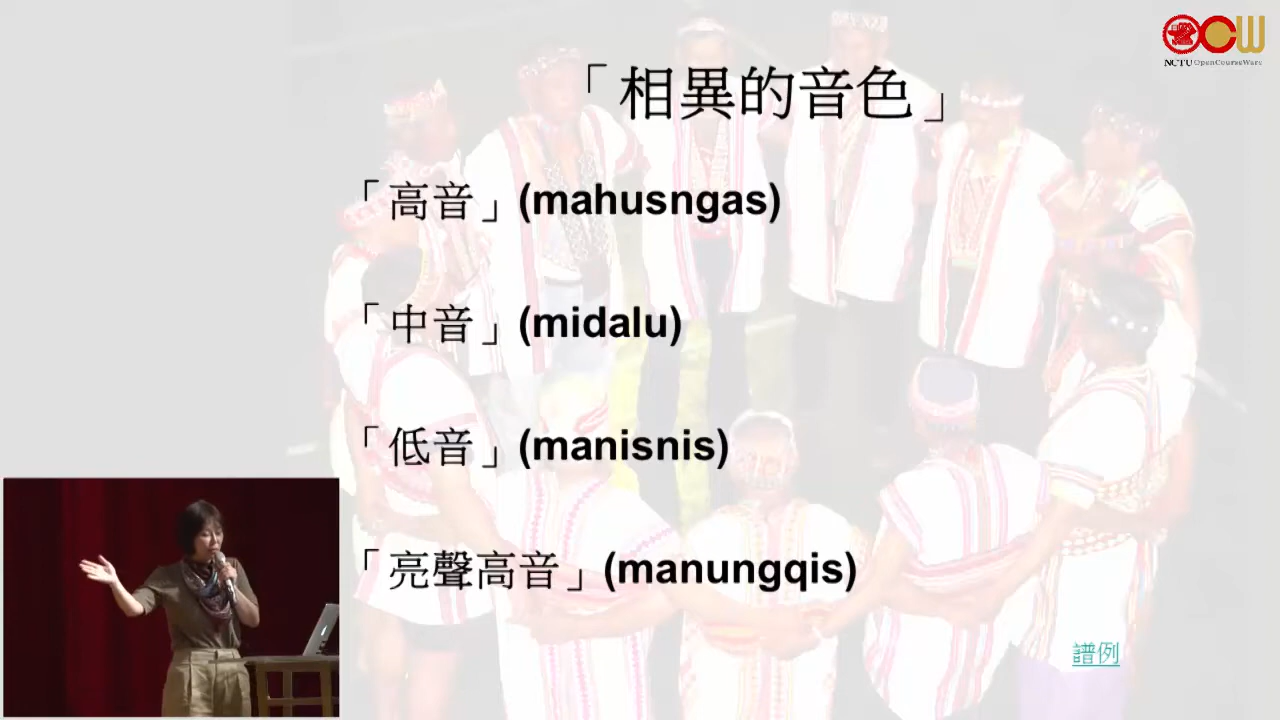 NCTU OpenCourseWare
「相異的音色」
「高音」(mahusngas)
「中音」(midalu)
「低音」(manisnis)
「亮聲高音」(manungqis)
譜例